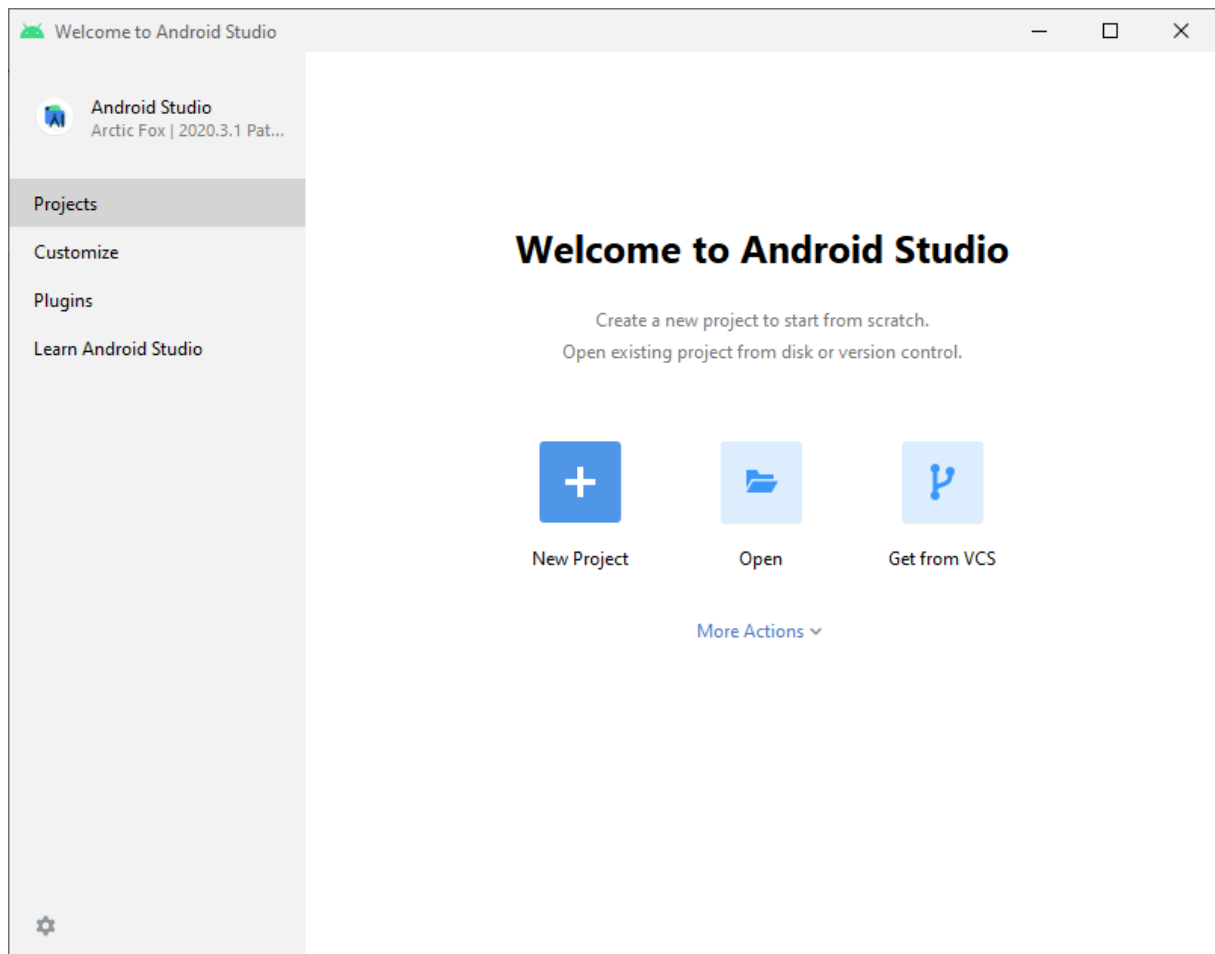 Welcome to Android Studio
Android Studio
Arctic Fox | 2020.3.1 Pat...
Projects
Customize
Plugins
Learn Android Studio
Welcome to Android Studio
Create a new project to start from scratch.
Open existing project from disk or version control.
New Project
Open
Get from VCS
More Actions